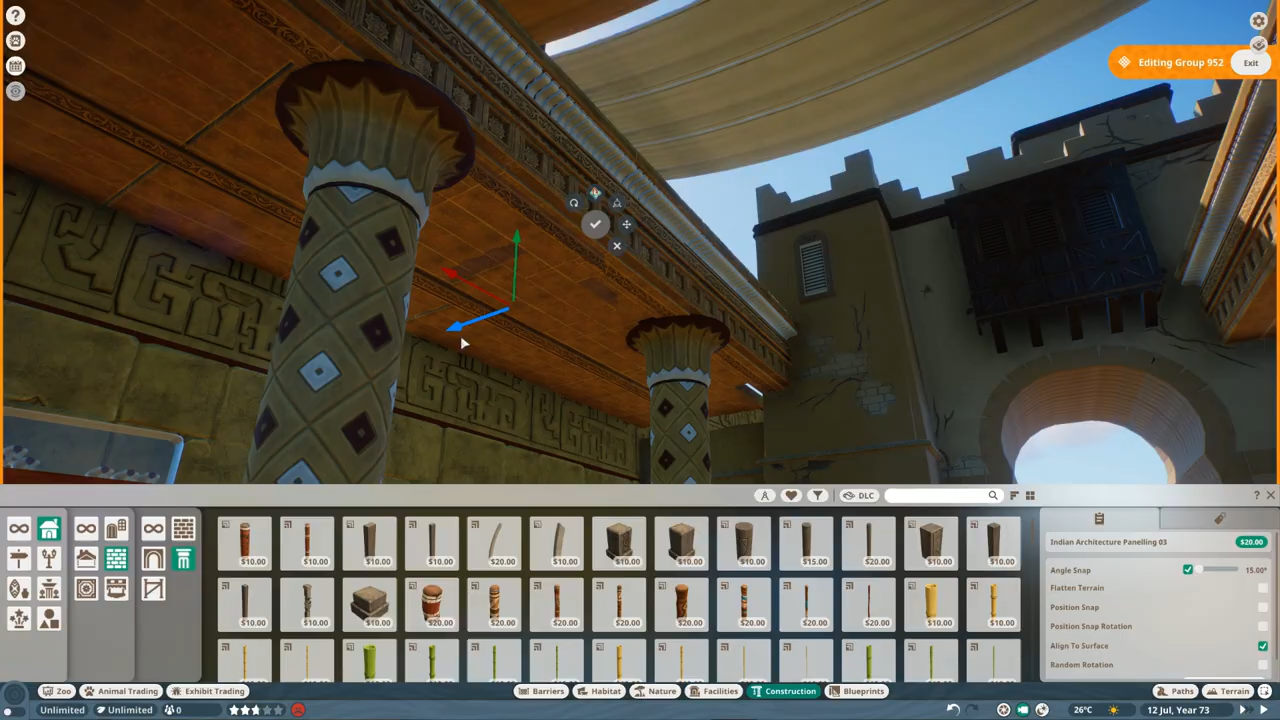 Editing Group 952
Exit
DLC
$10.00 $10.00 $10.00 $10.00 $20.00 $10.00 $10.00 $10.00 $10.00 $15.00 $10.00 $10.00 $10.00
$10.00 $10.00 $10.00 $20.00 $20.00 $20.00 $20.00 $20.00 $20.00 $20.00 $20.00 $10.00 $10.00
Indian Architecture Panelling 03
$20.00
Angle Snap
15.00°
Flatten Terrain
Position Snap
Position Snap Rotation
Align To Surface
Random Rotation
Zoo
Animal Trading
Exhibit Trading
Barriers
Habitat
Nature
Facilities
Construction
Blueprints
Paths
Terrain
Unlimited
Unlimited
0
26°C
12 Jul, Year 73